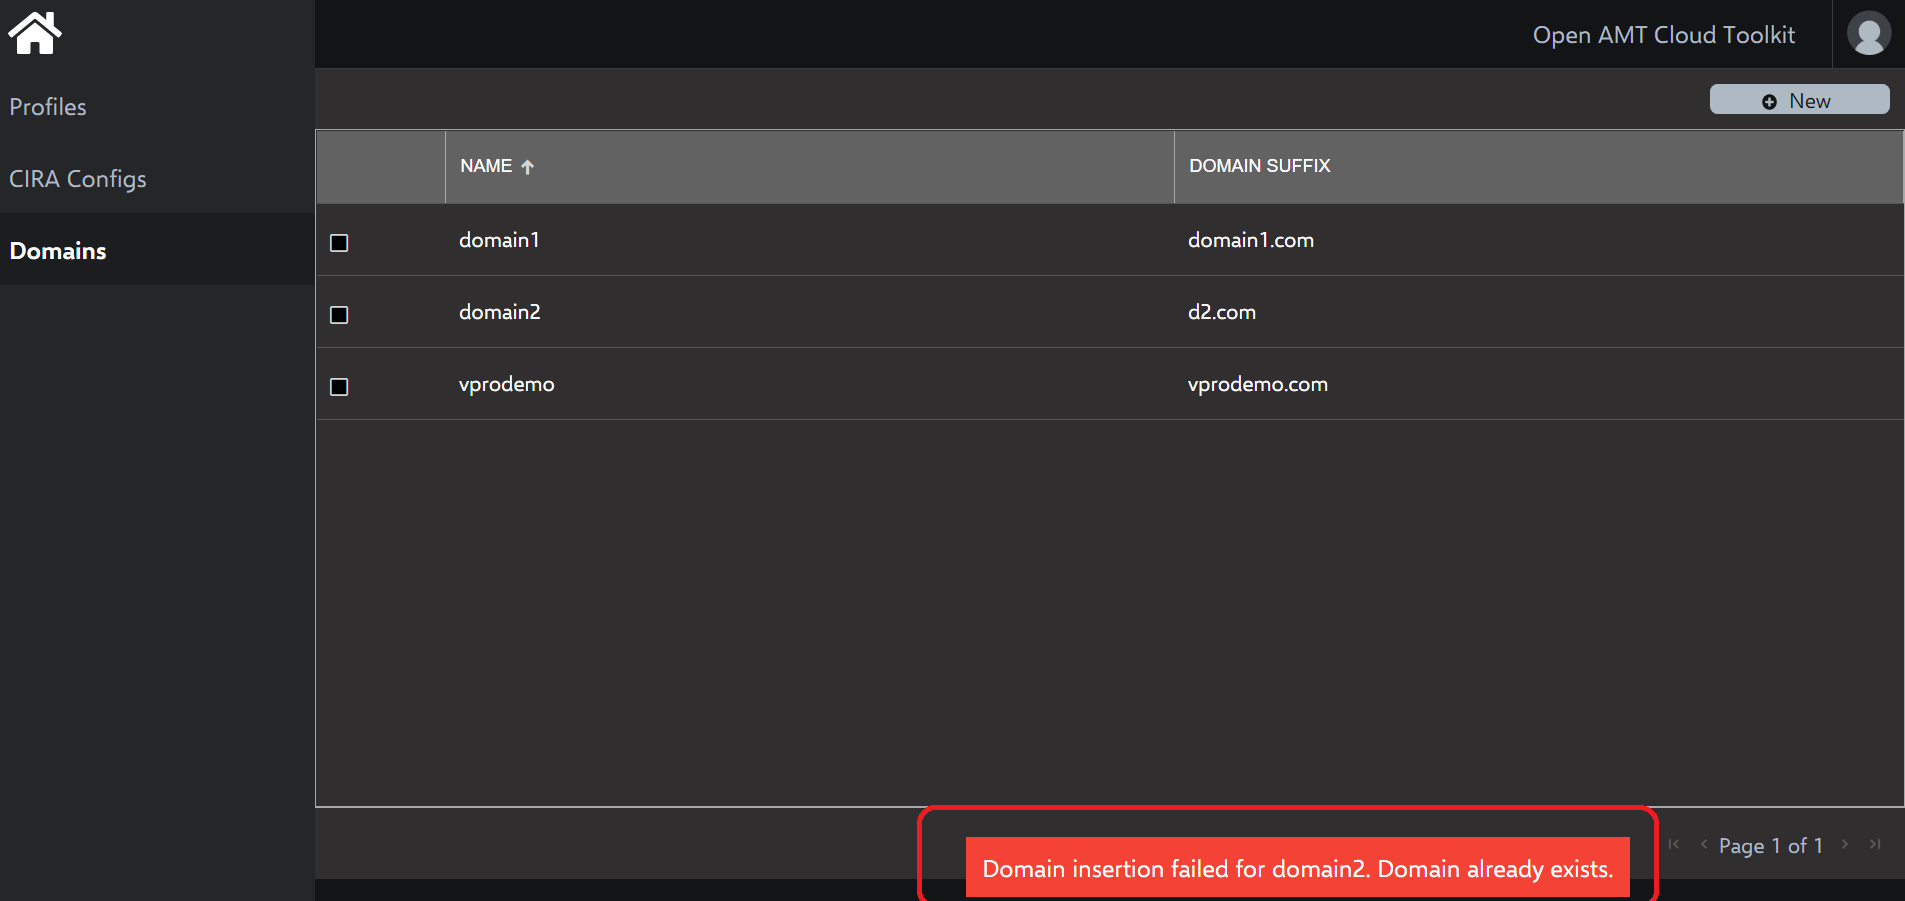 Open AMT Cloud Toolkit
Profiles
CIRA Configs
Domains
New
NAME DOMAIN SUFFIX
domain1 domain1.com
domain2 d2.com
vprodemo vprodemo.com
Page 1 of 1
Domain insertion failed for domain2. Domain already exists.